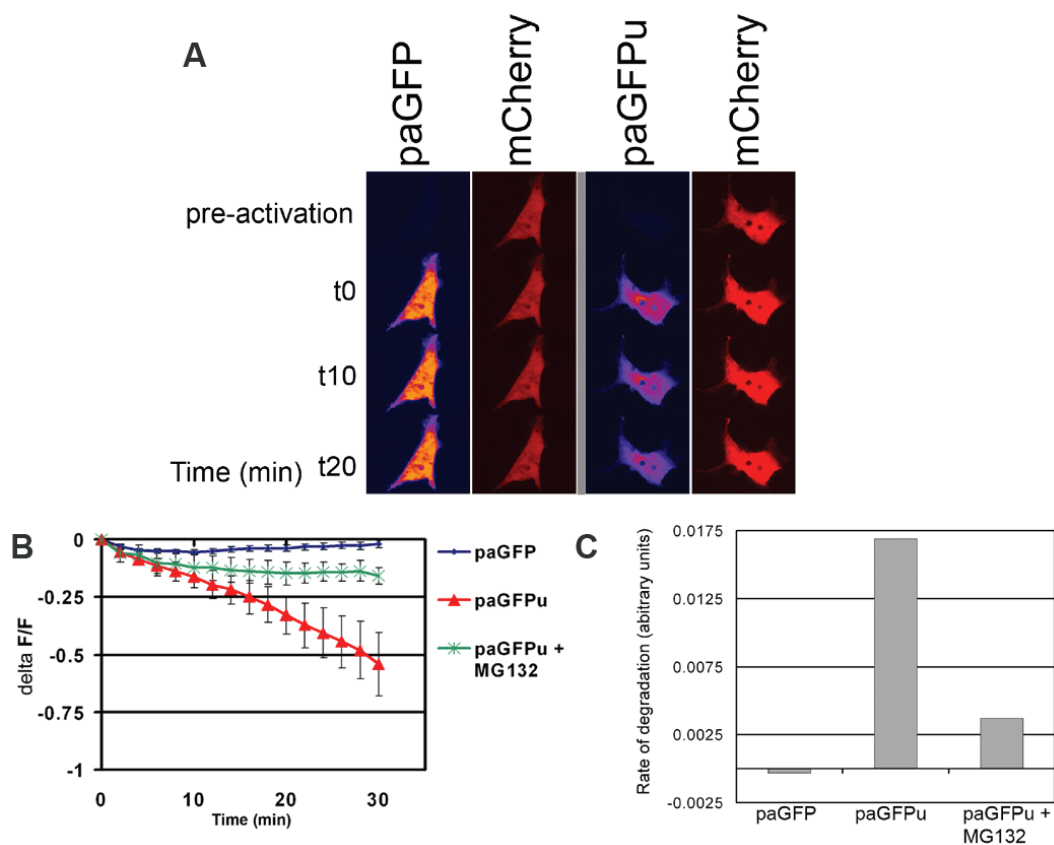 A
paGFP
mCherry
paGFPu
mCherry
pre-activation
t0
t10
Time (min) t20
B
0
-0.25
-0.5
-0.75
-1
delta F/F
0 10 20 30
Time (min)
paGFP
paGFPu
paGFPu +
MG132
C
Rate of degradation (abitrary units)
0.0175
0.0125
0.0075
0.0025
-0.0025
paGFP
paGFPu
paGFPu +
MG132